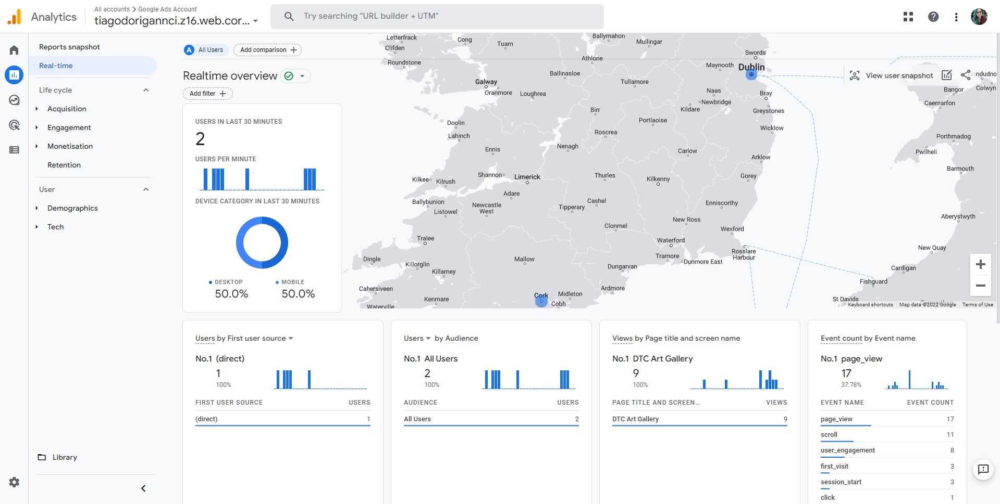 Analytics
All accounts > Google Ads Account
tiagodorigannci.z16.web.cor...
Try searching "URL builder + UTM"
Reports snapshot
Real-time
Life cycle
Acquisition
Engagement
Monetisation
Retention
User
Demographics
Tech
Library
A All Users
Add comparison +
Realtime overview
Add filter +
View user snapshot
USERS IN LAST 30 MINUTES
2
USERS PER MINUTE
DEVICE CATEGORY IN LAST 30 MINUTES
DESKTOP
50.0%
MOBILE
50.0%
Letterfrack
Cong
Tuam
Ballymahon
Mullingar
Clifden
Swords
Roundstone
Athlone
Maynooth
Dublin
Ballinasloe
Llandudno
Galway
Tullamore
Oranmore
Loughrea
Naas
Bray
Bangor
Colwyn
Newbridge
Kildare
Greystones
Caernarfon
Birr
Doolin
Portlaoise
Wicklow
Lahinch
Roscrea
Porthmadog
Ennis
Nenagh
Carlow
Arklow
Pwllheli
Shannon
Limerick
Thurles
Kilkenny
Gorey
Barmouth
Kilkee
Kilrush
Adare
Ballybunion
Newcastle
West
Listowel
Tipperary
Cashel
Enniscorthy
Aberystwyth
New Ross
Clonmel
Wexford
Tralee
Waterford
New Quay
Rosslare
Harbour
Dingle
Killorglin
Mallow
Tramore
Dunmore East
Killarney
Dungarvan
Cardigan
Fishguard
Cahersiveen
Ardmore
Kenmare
Cork
Midleton
Cobh
St Davids
Waterville
Keyboard shortcuts
Map data ©2022 Google
Terms of Use
Users by First user source
No.1 (direct)
1
100%
FIRST USER SOURCE USERS
(direct) 1
Users by Audience
No.1 All Users
2
100%
AUDIENCE USERS
All Users 2
Views by Page title and screen name
No.1 DTC Art Gallery
9
100%
PAGE TITLE AND SCREEN... VIEWS
DTC Art Gallery 9
Event count by Event name
No.1 page_view
17
37.78%
EVENT NAME EVENT COUNT
page_view 17
scroll 11
user_engagement 8
first_visit 3
session_start 3
click 1